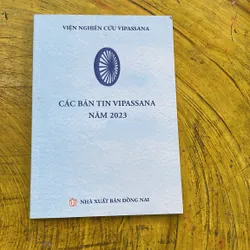 VIỆN NGHIÊN CỨU VIPASSANA
CÁC BẢN TIN VIPASSANA
NĂM 2023
NHÀ XUẤT BẢN ĐỒNG NAI